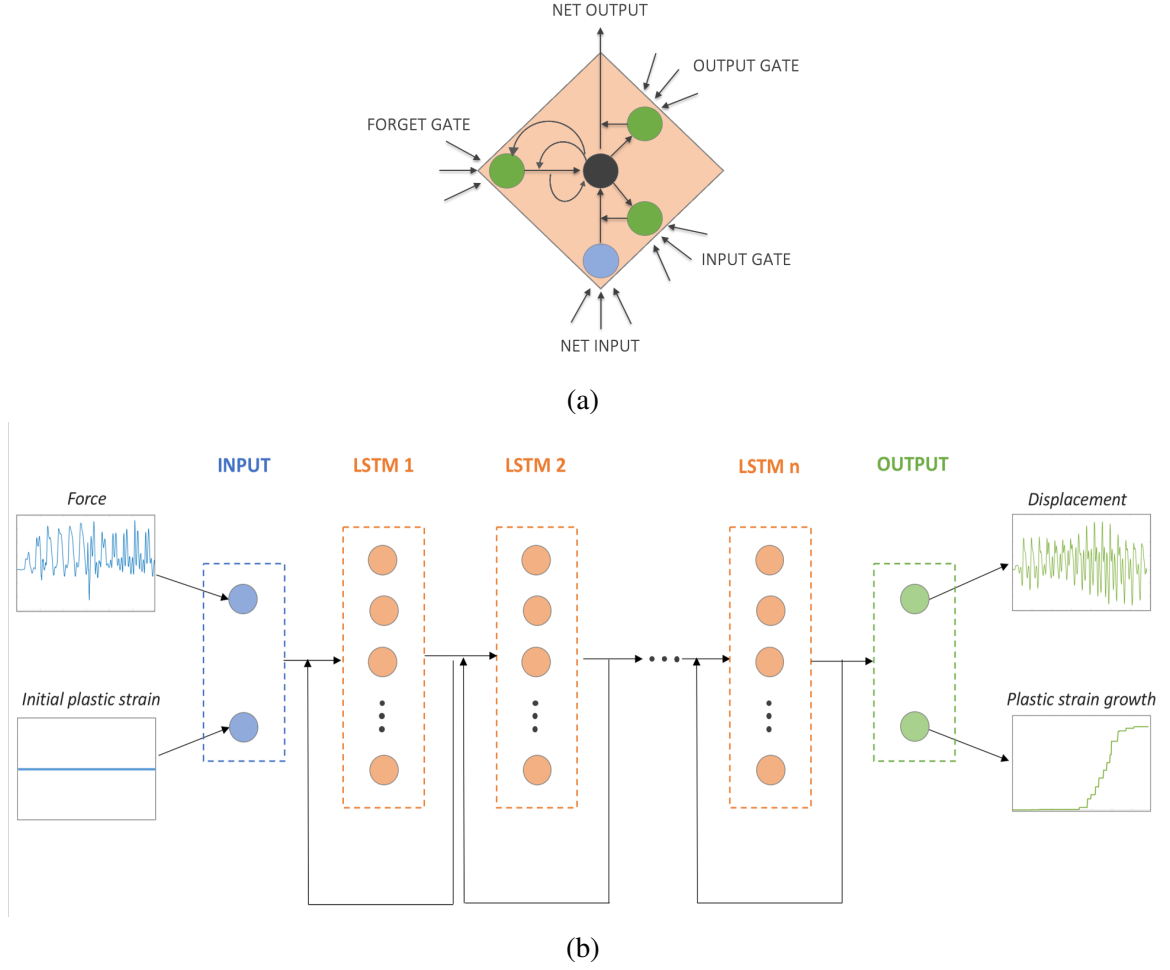 NET OUTPUT
OUTPUT GATE
FORGET GATE
INPUT GATE
NET INPUT
(a)
INPUT
LSTM 1
LSTM 2
LSTM n
OUTPUT
Force
Displacement
Initial plastic strain
Plastic strain growth
(b)